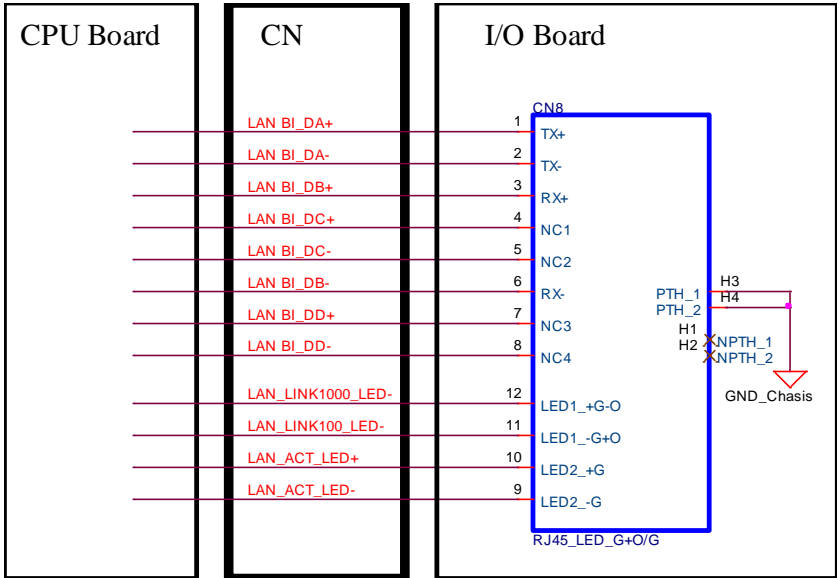 CPU Board
CN
I/O Board
CN8
LAN BI_DA+
1
TX+
LAN BI_DA-
2
TX-
LAN BI_DB+
3
RX+
LAN BI_DC+
4
NC1
LAN BI_DC-
5
NC2
LAN BI_DB-
6
RX-
LAN BI_DD+
7
NC3
LAN BI_DD-
8
NC4
PTH_1
H3
PTH_2
H4
H1
NPTH_1
H2
NPTH_2
GND_Chasis
LAN_LINK1000_LED-
12
LED1_+G-O
LAN_LINK100_LED-
11
LED1_-G+O
LAN_ACT_LED+
10
LED2_+G
LAN_ACT_LED-
9
LED2_-G
RJ45_LED_G+O/G